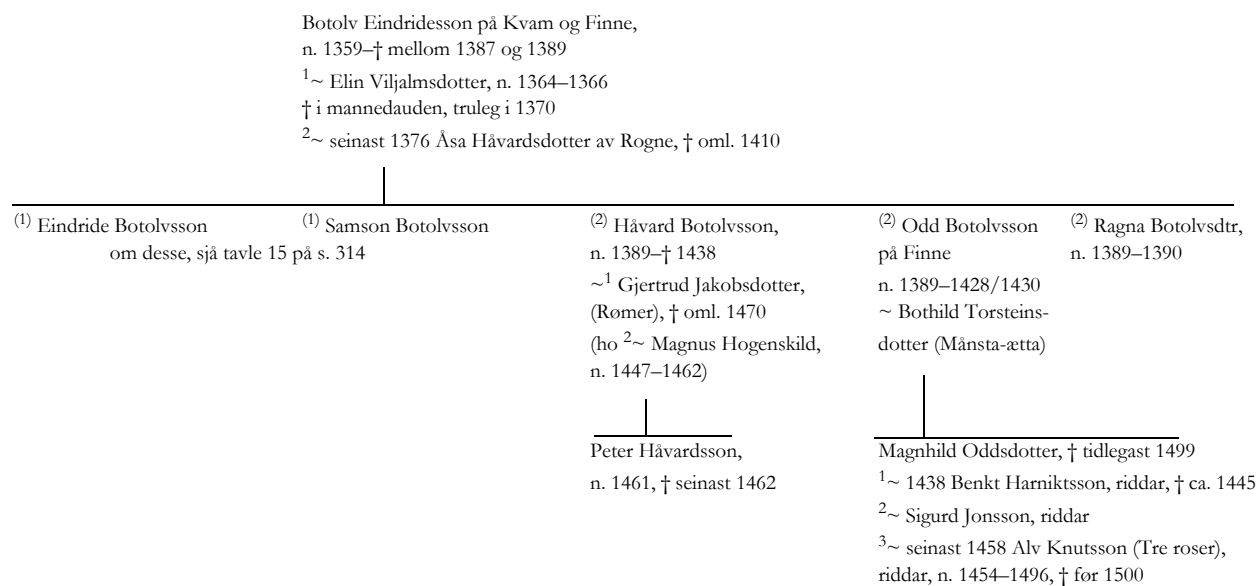 Botolv Eindridesson på Kvam og Finne,
n. 1359–† mellom 1387 og 1389
1~ Elin Viljalmsdotter, n. 1364–1366
† i mannedauden, truleg i 1370
2~ seinast 1376 Åsa Håvardsdotter av Rogne, † oml. 1410
(1) Eindride Botolvsson
(1) Samson Botolvsson
om desse, sjå tavle 15 på s. 314
(2) Håvard Botolvsson,
n. 1389–† 1438
~1 Gjertrud Jakobsdotter,
(Rømer), † oml. 1470
(ho 2~ Magnus Hogenskild,
n. 1447–1462)
Peter Håvardsson,
n. 1461, † seinast 1462
(2) Odd Botolvsson
på Finne
n. 1389–1428/1430
~ Bothild Torsteins-
dotter (Månsta-ætta)
Magnhild Oddsdotter, † tidlegast 1499
1~ 1438 Benkt Harniktsson, riddar, † ca. 1445
2~ Sigurd Jonsson, riddar
3~ seinast 1458 Alv Knutsson (Tre roser),
riddar, n. 1454–1496, † før 1500
(2) Ragna Botolvsdtr,
n. 1389–1390